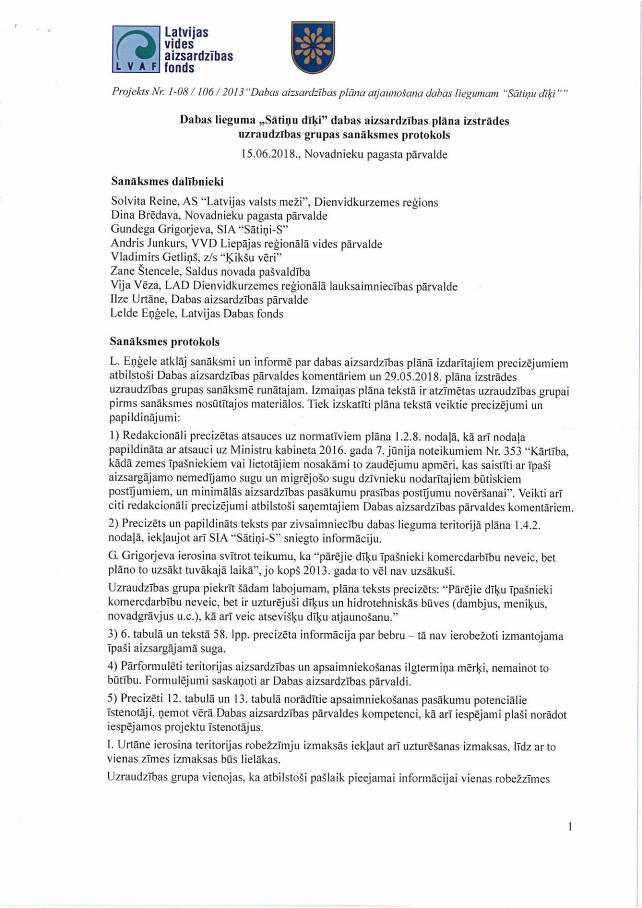 Latvijas
vides
aizsardzības
fonds
L V A F
Projekts Nr. 1-08 / 106 / 2013 "Dabas aizsardzības plāna atjaunošana dabas liegumam "Sātiņu dīķi""
Dabas lieguma „Sātiņu dīķi" dabas aizsardzības plāna izstrādes
uzraudzības grupas sanāksmes protokols
15.06.2018., Novadnieku pagasta pārvalde
Sanāksmes dalībnieki
Solvita Reine, AS "Latvijas valsts meži", Dienvidkurzemes reģions
Dina Brēdava, Novadnieku pagasta pārvalde
Gundega Grigorjeva, SIA "Sātiņi-S"
Andris Junkurs, VVD Liepājas reģionālā vides pārvalde
Vladimirs Getliņš, z/s "Ķikšu vēri"
Zane Štencele, Saldus novada pašvaldība
Vija Vēza, LAD Dienvidkurzemes reģionālā lauksaimniecības pārvalde
Ilze Urtāne, Dabas aizsardzības pārvalde
Lelde Eņģele, Latvijas Dabas fonds
Sanāksmes protokols
L. Eņģele atklāj sanāksmi un informē par dabas aizsardzības plānā izdarītajiem precizējumiem
atbilstoši Dabas aizsardzības pārvaldes komentāriem un 29.05.2018. plāna izstrādes
uzraudzības grupas sanāksmē runātajam. Izmaiņas plāna tekstā ir atzīmētas uzraudzības grupai
pirms sanāksmes nosūtītajos materiālos. Tiek izskatīti plāna tekstā veiktie precizējumi un
papildinājumi:
1) Redakcionāli precizētas atsauces uz normatīviem plāna 1.2.8. nodaļā, kā arī nodaļa
papildināta ar atsauci uz Ministru kabineta 2016. gada 7. jūnija noteikumiem Nr. 353 "Kārtība,
kādā zemes īpašniekiem vai lietotājiem nosakāmi to zaudējumu apmēri, kas saistīti ar īpaši
aizsargājamo nemedījamo sugu un migrējošo sugu dzīvnieku nodarītajiem būtiskiem
postījumiem, un minimālās aizsardzības pasākumu prasības postījumu novēršanai". Veikti arī
citi redakcionāli precizējumi atbilstoši saņemtajiem Dabas aizsardzības pārvaldes komentāriem.
2) Precizēts un papildināts teksts par zivsaimniecību dabas lieguma teritorijā plāna 1.4.2.
nodaļā, iekļaujot arī SIA "Sātiņi-S" sniegto informāciju.
G. Grigorjeva ierosina svītrot teikumu, ka "pārējie dīķu īpašnieki komercdarbību neveic, bet
plāno to uzsākt tuvākajā laikā", jo kopš 2013. gada to vēl nav uzsākuši.
Uzraudzības grupa piekrīt šādam labojumam, plāna teksts precizēts: "Pārējie dīķu īpašnieki
komercdarbību neveic, bet ir uzturējuši dīķus un hidrotehniskās būves (dambjus, meniķus,
novadgrāvjus u.c.), kā arī veic atsevišķu dīķu atjaunošanu."
3) 6. tabulā un tekstā 58. lpp. precizēta informācija par bebru – tā nav ierobežoti izmantojama
īpaši aizsargājamā suga.
4) Pārformulēti teritorijas aizsardzības un apsaimniekošanas ilgtermiņa mērķi, nemainot to
būtību. Formulējumi saskaņoti ar Dabas aizsardzības pārvaldi.
5) Precizēti 12. tabulā un 13. tabulā norādītie apsaimniekošanas pasākumu potenciālie
īstenotāji, ņemot vērā Dabas aizsardzības pārvaldes kompetenci, kā arī iespējami plaši norādot
iespējamos projektu īstenotājus.
I. Urtāne ierosina teritorijas robežzīmju izmaksās iekļaut arī uzturēšanas izmaksas, līdz ar to
vienas zīmes izmaksas būs lielākas.
Uzraudzības grupa vienojas, ka atbilstoši pašlaik pieejamai informācijai vienas robežzīmes
1